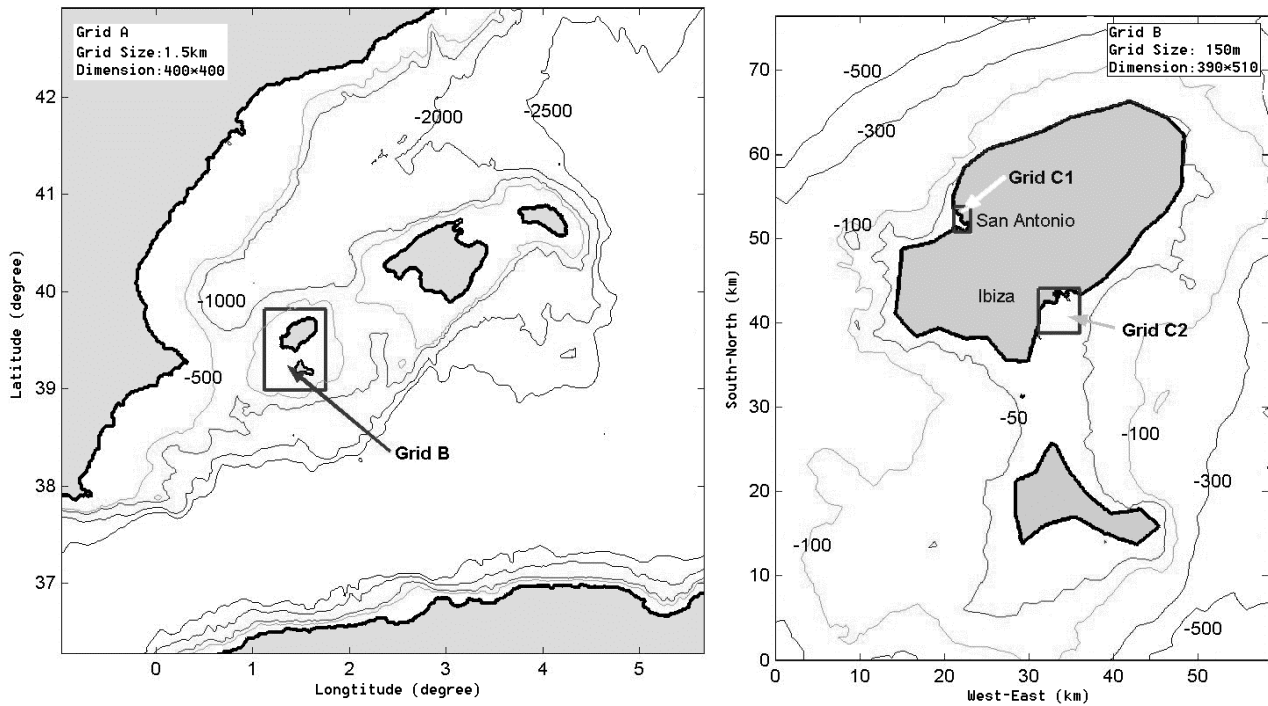 Grid A
Grid Size:1.5km
Dimension:400×400
-2000
-2500
-1000
-500
Grid B
42
41
40
39
38
37
Latitude (degree)
0
1
2
3
4
5
Longtitude (degree)
Grid B
Grid Size: 150m
Dimension:390×510
-500
-300
Grid C1
-100
San Antonio
Ibiza
Grid C2
-50
-100
-300
-100
-500
70
60
50
40
30
20
10
0
South-North (km)
0
10
20
30
40
50
West-East (km)